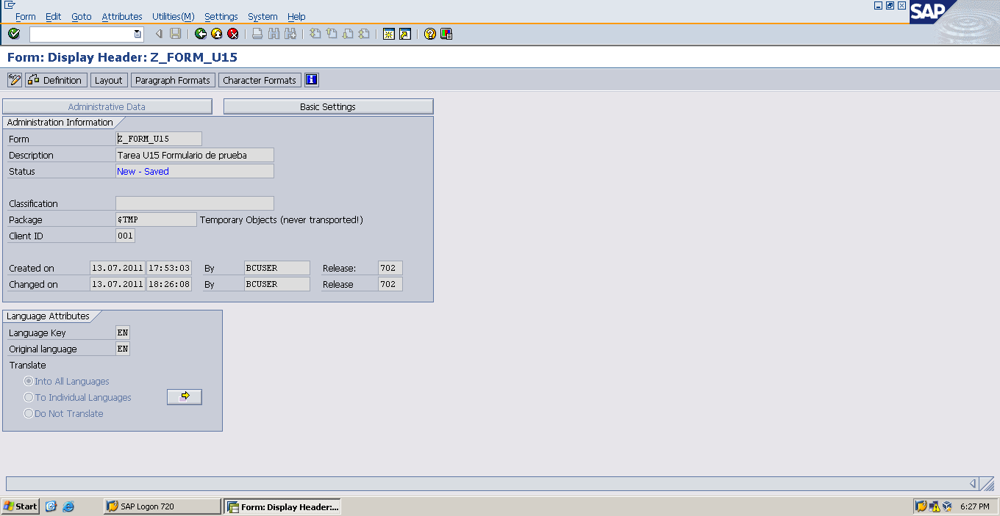 Form Edit Goto Attributes Utilities(M) Settings System Help
SAP
Form: Display Header: Z_FORM_U15
Definition Layout Paragraph Formats Character Formats
Administrative Data Basic Settings
Administration Information
Form Z_FORM_U15
Description Tarea U15 Formulario de prueba
Status New - Saved
Classification
Package $TMP Temporary Objects (never transported!)
Client ID 001
Created on 13.07.2011 17:53:03 By BCUSER Release: 702
Changed on 13.07.2011 18:26:08 By BCUSER Release 702
Language Attributes
Language Key EN
Original language EN
Translate
Into All Languages
To Individual Languages
Do Not Translate
Start SAP Logon 720 Form: Display Header:... 6:27 PM